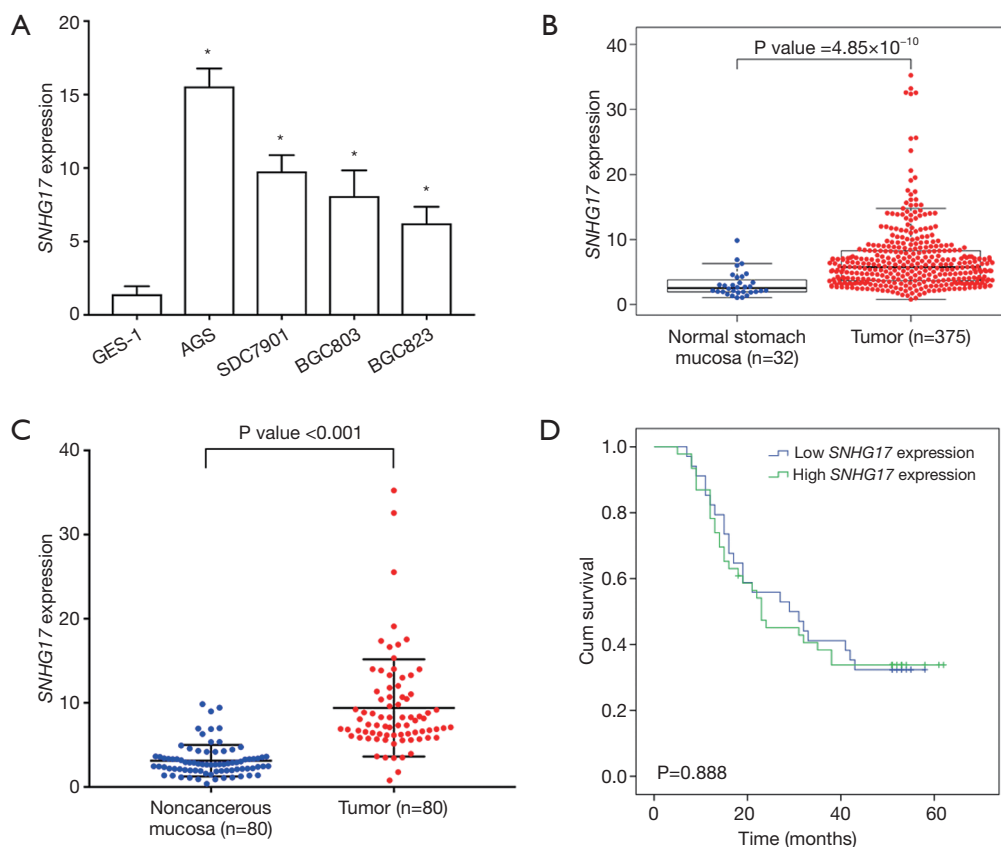 A
SNHG17 expression
20
15
10
5
0
*
*
*
*
GES-1
AGS
SDC7901
BGC803
BGC823
B
P value =4.85×10⁻¹⁰
SNHG17 expression
40
30
20
10
0
Normal stomach
mucosa (n=32)
Tumor (n=375)
C
P value <0.001
SNHG17 expression
40
30
20
10
0
Noncancerous
mucosa (n=80)
Tumor (n=80)
D
Low SNHG17 expression
High SNHG17 expression
Cum survival
1.0
0.8
0.6
0.4
0.2
0.0
P=0.888
0
20
40
60
Time (months)